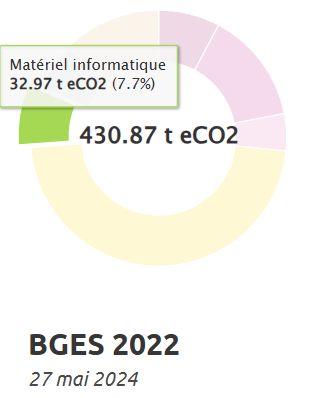 Matériel informatique
32.97 t eCO2 (7.7%)
430.87 t eCO2
BGES 2022
27 mai 2024